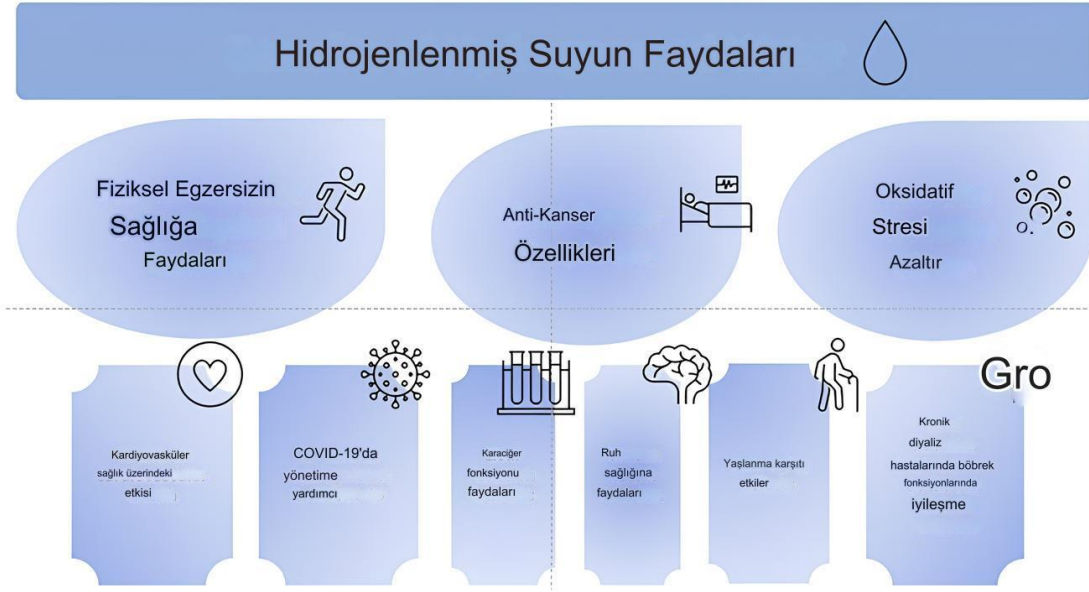 Hidrojenlenmiş Suyun Faydaları
Fiziksel Egzersizin
Sağlığa
Faydaları
Anti-Kanser
Özellikleri
Oksidatif
Stresi
Azaltır
Kardiyovasküler
sağlık üzerindeki
etkisi
COVID-19'da
yönetime
yardımcı
Karaciğer
fonksiyonu
faydaları
Ruh
sağlığına
faydaları
Yaşlanma karşıtı
etkiler
Gro
Kronik
diyaliz
hastalarında böbrek
fonksiyonlarında
iyileşme